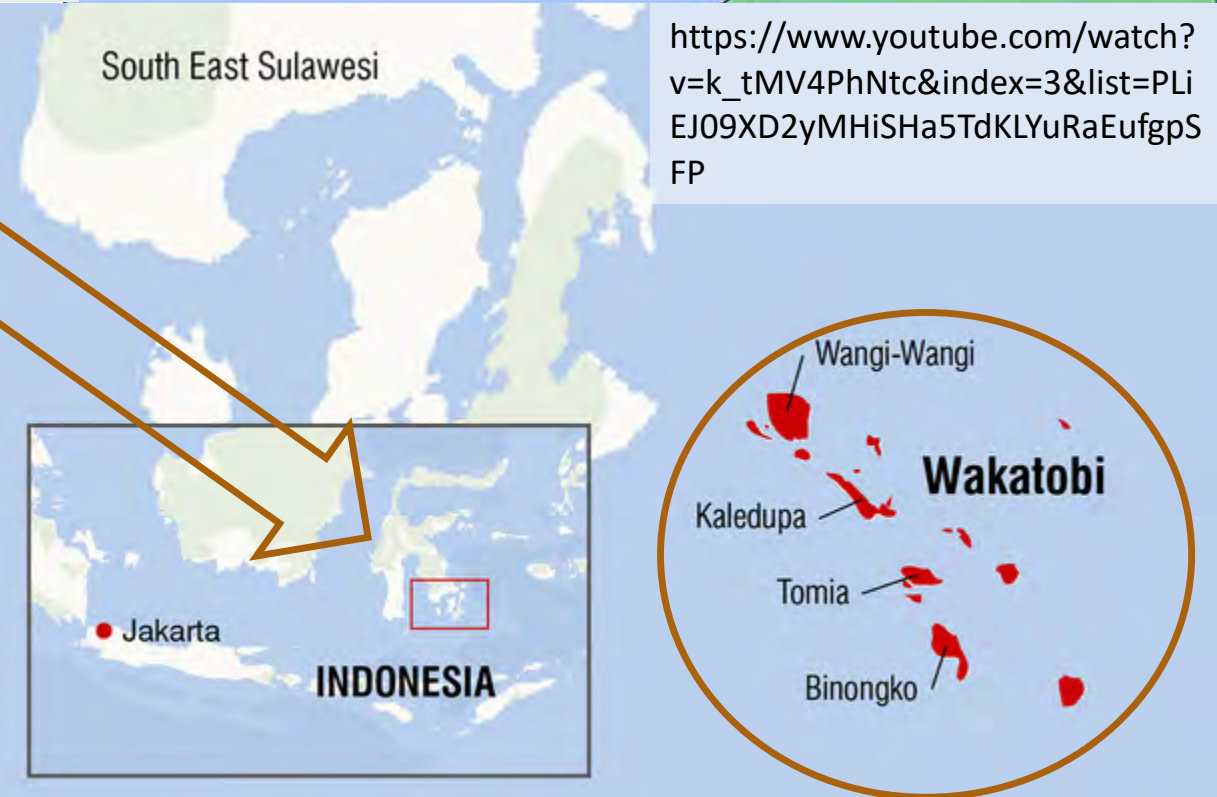 South East Sulawesi
https://www.youtube.com/watch?
v=k_tMV4PhNtc&index=3&list=PLi
EJ09XD2yMHiSHa5TdKLYuRaEufgpS
FP
Wangi-Wangi
Wakatobi
Kaledupa
Tomia
Binongko
Jakarta
INDONESIA